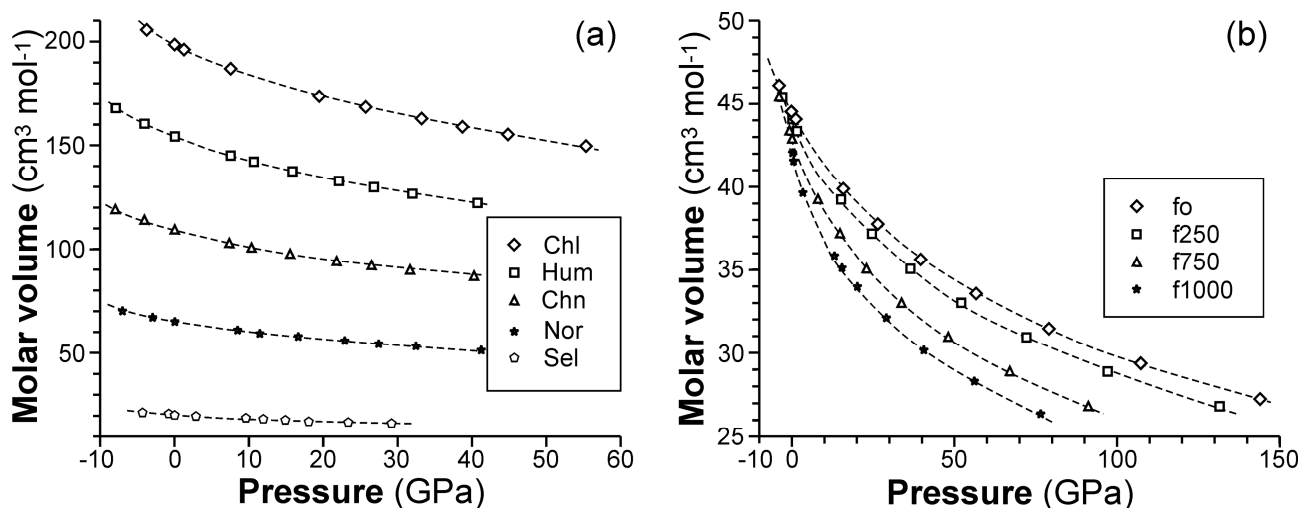 (a)
Molar volume (cm³ mol⁻¹)
200
150
100
50
-10
0
10
20
30
40
50
60
Pressure (GPa)
Chl
Hum
Chn
Nor
Sel
(b)
Molar volume (cm³ mol⁻¹)
50
45
40
35
30
25
-10
0
50
100
150
Pressure (GPa)
fo
f250
f750
f1000